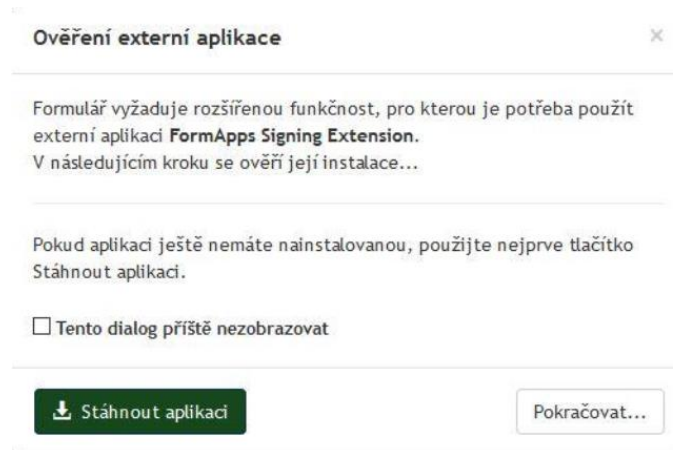 Ověření externí aplikace
Formulář vyžaduje rozšířenou funkčnost, pro kterou je potřeba použít
externí aplikaci FormApps Signing Extension.
V následujícím kroku se ověří její instalace...
Pokud aplikaci ještě nemáte nainstalovanou, použijte nejprve tlačítko
Stáhnout aplikaci.
Tento dialog příště nezobrazovat
Stáhnout aplikaci
Pokračovat...